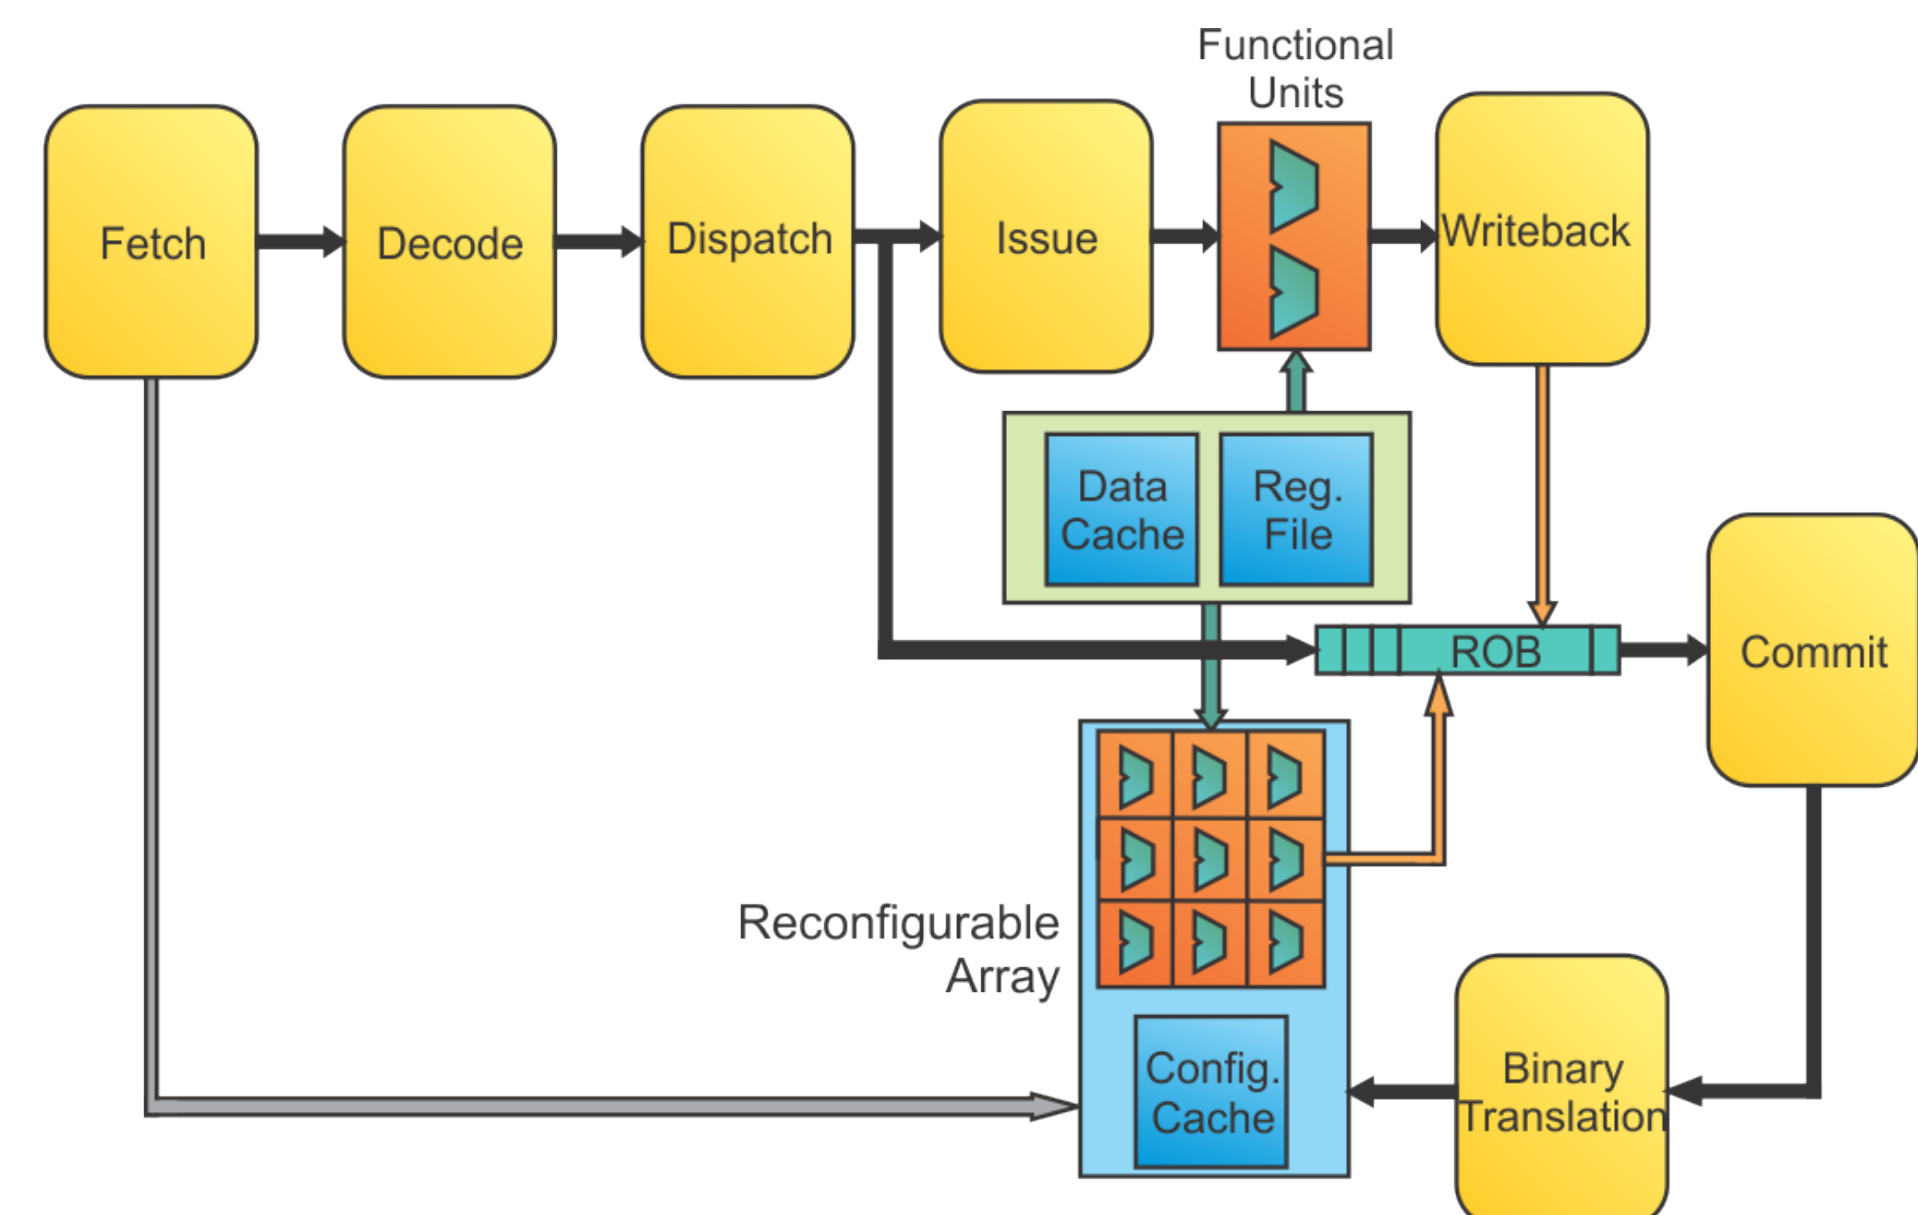 Functional
Units
Fetch
Decode
Dispatch
Issue
Writeback
Data
Cache
Reg.
File
ROB
Commit
Reconfigurable
Array
Config.
Cache
Binary
Translation